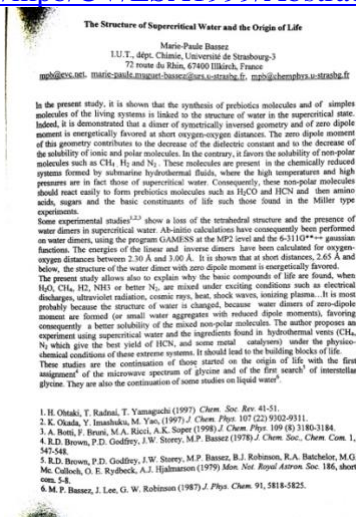 The Structure of Supercritical Water and the Origin of Life
Marie-Paule Bassez
I.U.T., dépt. Chimie, Université de Strasbourg-3
72 route du Rhin, 67400 Illkirch, France
In the present study, it is shown that the synthesis of prebiotics molecules and of simples
molecules of the living systems is linked to the structure of water in the supercritical state.
Indeed, it is demonstrated that a dimer of symetrically inversed geometry and of zero dipole
moment is energetically favored at short oxygen-oxygen distances. The zero dipole moment
of this geometry contributes to the decrease of the dielectric constant and to the decrease of
the solubility of ionic and polar molecules. In the contrary, it favors the solubility of non-polar
molecules such as CH₄, H₂ and N₂. These molecules are present in the chemically reduced
systems formed by submarine hydrothermal fluids, where the high temperatures and high
pressures are in fact those of supercritical water. Consequently, these non-polar molecules
should react easily to form prebiotics molecules such as H₂CO and HCN and then amino
acids, sugars and the basic constituants of life such those found in the Miller type
experiments.
Some experimental studies¹,²,³ show a loss of the tetrahedral structure and the presence of
water dimers in supercritical water. Ab-initio calculations have consequently been performed
on water dimers, using the program GAMESS at the MP2 level and the 6-311G**++ gaussian
functions. The energies of the linear and inverse dimers have been calculated for oxygen-
oxygen distances between 2.30 Å and 3.00 Å. It is shown that at short distances, 2.65 Å and
below, the structure of the water dimer with zero dipole moment is energetically favored.
The present study allows also to explain why the basic compounds of life are found, when
H₂O, CH₄, H2, NH3 or better N₂, are mixed under exciting conditions such as electrical
discharges, ultraviolet radiation, cosmic rays, heat, shock waves, ionizing plasma...It is most
probably because the structure of water is changed, because water dimers of zero-dipole
moment are formed (or small water aggregates with reduced dipole moments), favoring
consequently a better solubility of the mixed non-polar molecules. The author proposes an
experiment using supercritical water and the ingredients found in hydrothermal vents (CH₄,
N₂ which give the best yield of HCN, and some metal catalysers) under the physico-
chemical conditions of these extreme systems. It should lead to the building blocks of life.
These studies are the continuation of those started on the origin of life with the first
assignment⁴ of the microwave spectrum of glycine and of the first search⁵ of interstellar
glycine. They are also the continuation of some studies on liquid water⁶.
1. H. Ohtaki, T. Radnai, T. Yamaguchi (1997) Chem. Soc. Rev. 41-51.
2. K. Okada, Y. Imashuku, M. Yao, (1997) J. Chem. Phys. 107 (22) 9302-9311.
3. A. Botti, F. Bruni, M.A. Ricci, A.K. Soper (1998) J. Chem. Phys. 109 (8) 3180-3184.
4. R.D. Brown, P.D. Godfrey, J.W. Storey, M.P. Bassez (1978) J. Chem. Soc., Chem. Com. 1,
547-548.
5. R.D. Brown, P.D. Godfrey, J.W. Storey, M.P. Bassez, B.J. Robinson, R.A. Batchelor, M.G.
Mc. Culloch, O. E. Rydbeck, A.J. Hjalmarson (1979) Mon. Not. Royal Astron. Soc. 186, short
com. 5-8.
6. M. P. Bassez, J. Lee, G. W. Robinson (1987) J. Phys. Chem. 91, 5818-5825.